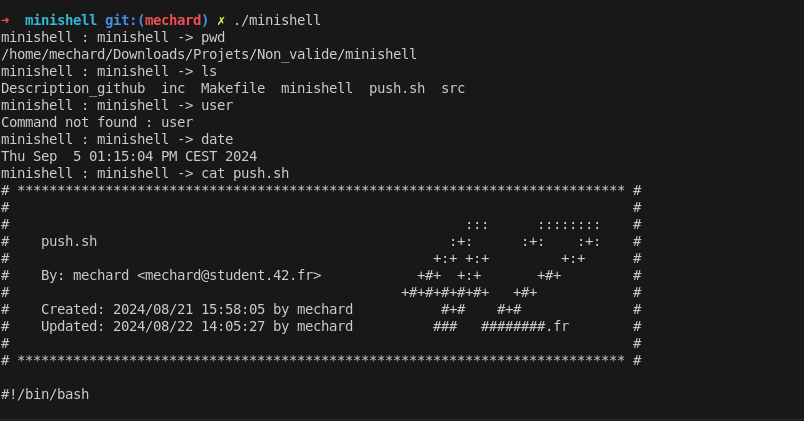 ➜  minishell git:(mechard) ✗ ./minishell
minishell : minishell -> pwd
/home/mechard/Downloads/Projets/Non_valide/minishell
minishell : minishell -> ls
Description_github  inc  Makefile  minishell  push.sh  src
minishell : minishell -> user
Command not found : user
minishell : minishell -> date
Thu Sep  5 01:15:04 PM CEST 2024
minishell : minishell -> cat push.sh
# **************************************************************************** #
#                                                                              #
#                                                         :::      ::::::::    #
#    push.sh                                            :+:      :+:    :+:    #
#                                                     +:+ +:+         +:+      #
#    By: mechard <mechard@student.42.fr>            +#+  +:+       +#+         #
#                                                 +#+#+#+#+#+   +#+            #
#    Created: 2024/08/21 15:58:05 by mechard           #+#    #+#              #
#    Updated: 2024/08/22 14:05:27 by mechard          ###   ########.fr        #
#                                                                              #
# **************************************************************************** #

#!/bin/bash